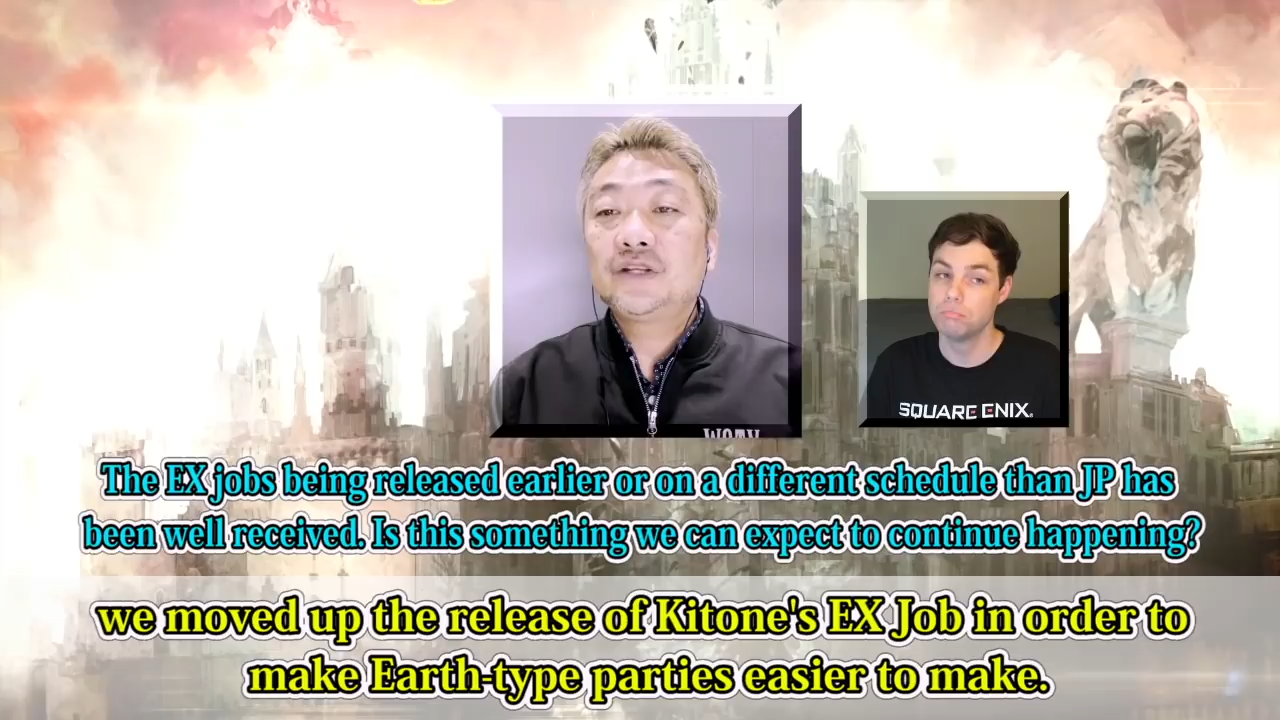 SQUARE ENIX.
WOTV
The EX jobs being released earlier or on a different schedule than JP has
been well received. Is this something we can expect to continue happening?
we moved up the release of Kitone's EX Job in order to
make Earth-type parties easier to make.